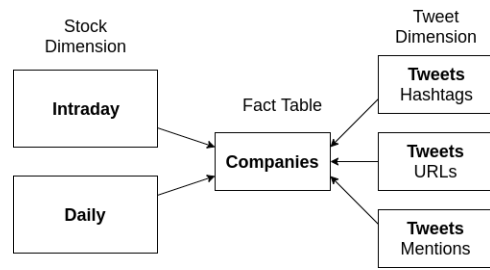 Stock
Dimension
Intraday
Daily
Fact Table
Companies
Tweet
Dimension
Tweets
Hashtags
Tweets
URLs
Tweets
Mentions